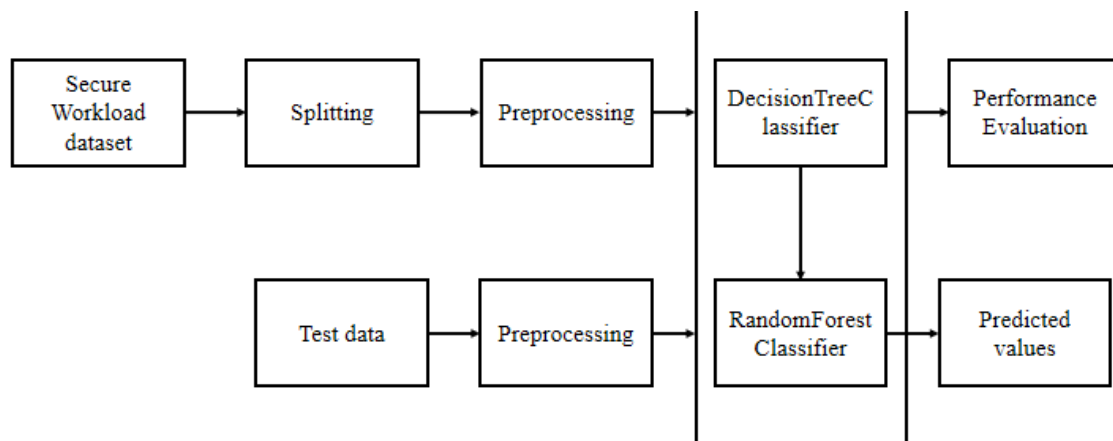 Secure
Workload
dataset
Splitting
Preprocessing
DecisionTreeC
lassifier
Performance
Evaluation
Test data
Preprocessing
RandomForest
Classifier
Predicted
values